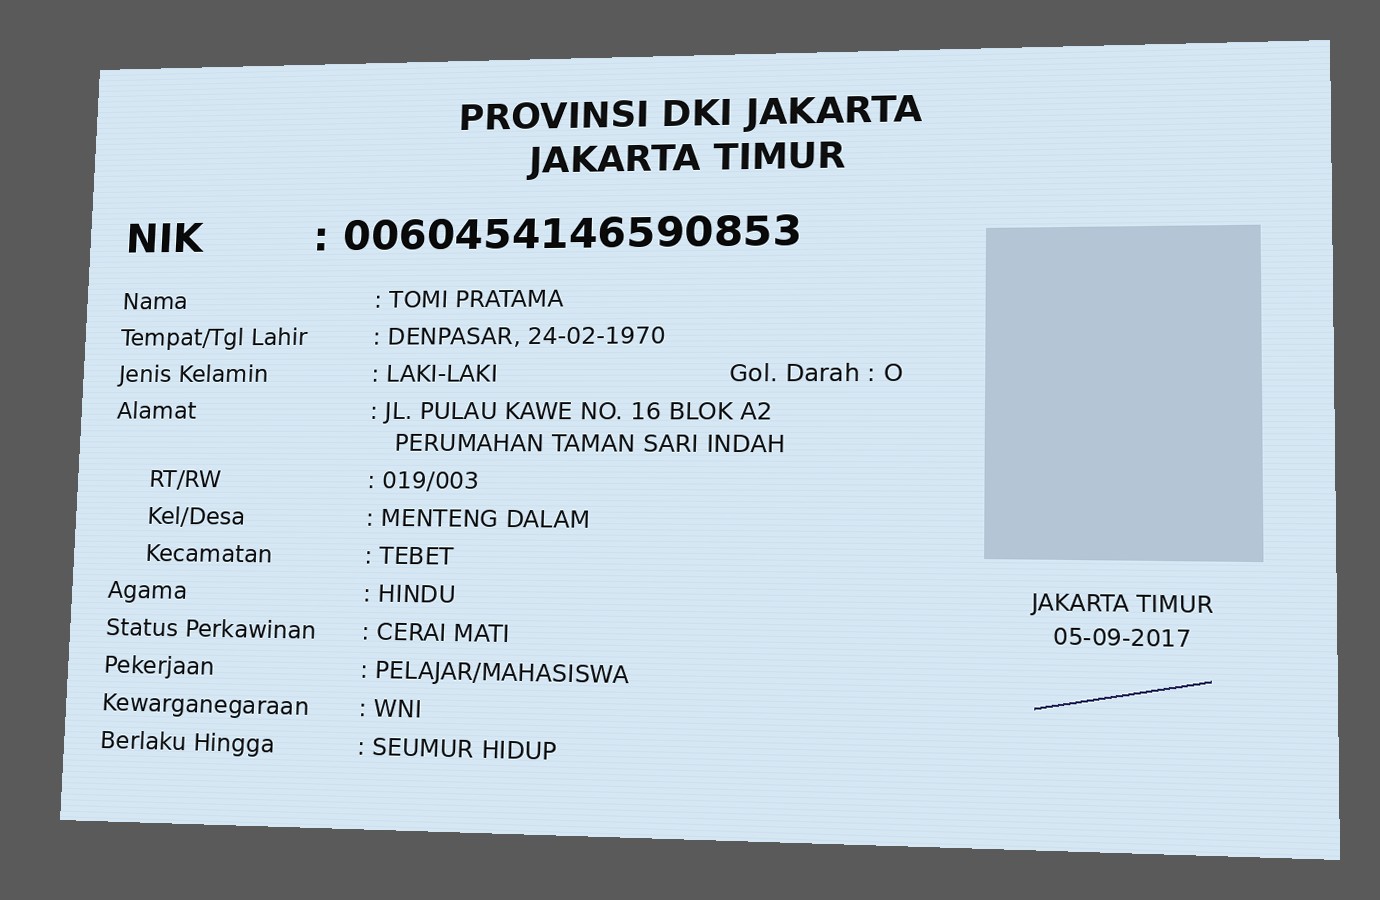 PROVINSI DKI JAKARTA
JAKARTA TIMUR
NIK : 0060454146590853
Nama : TOMI PRATAMA
Tempat/Tgl Lahir : DENPASAR, 24-02-1970
Jenis Kelamin : LAKI-LAKI Gol. Darah : O
Alamat : JL. PULAU KAWE NO. 16 BLOK A2
PERUMAHAN TAMAN SARI INDAH
RT/RW : 019/003
Kel/Desa : MENTENG DALAM
Kecamatan : TEBET
Agama : HINDU
Status Perkawinan : CERAI MATI
Pekerjaan : PELAJAR/MAHASISWA
Kewarganegaraan : WNI
Berlaku Hingga : SEUMUR HIDUP
JAKARTA TIMUR
05-09-2017